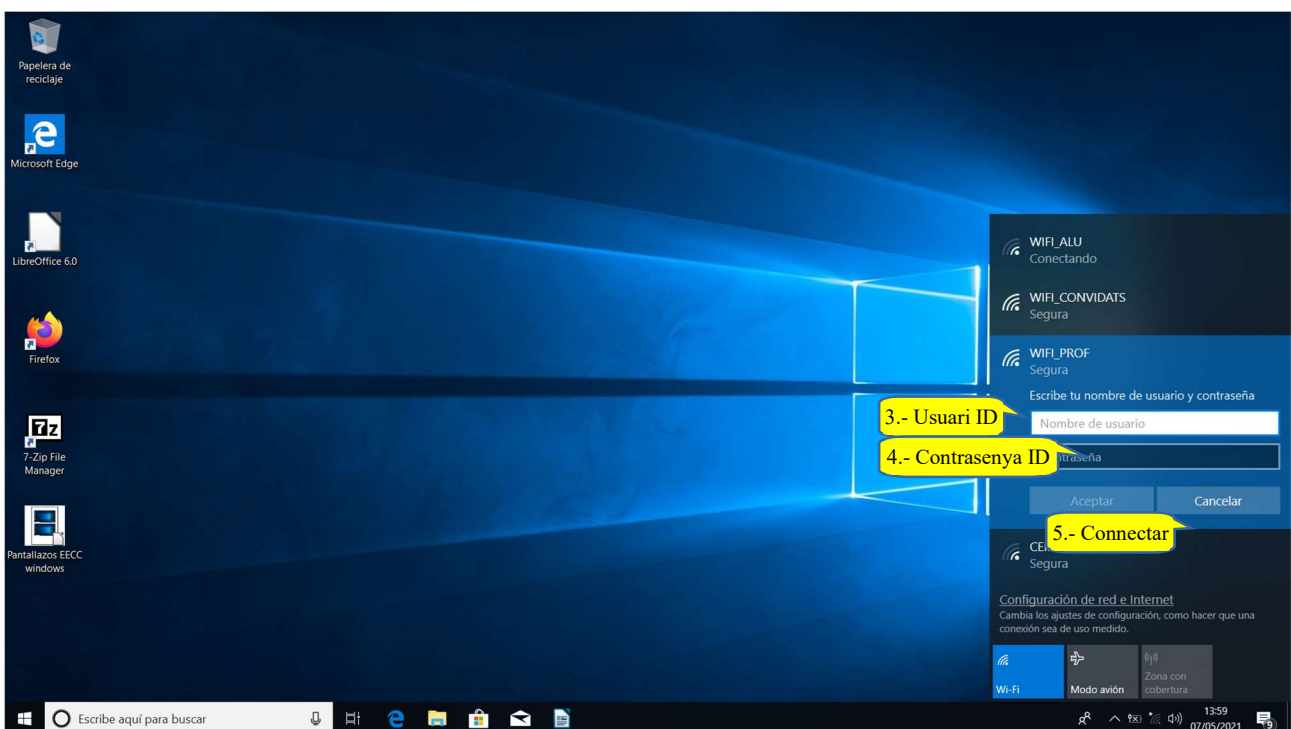 Papelera de
reciclaje
Microsoft Edge
LibreOffice 6.0
Firefox
7-Zip File
Manager
Pantallazos EECC
windows
WIFI_ALU
Conectando
WIFI_CONVIDATS
Segura
WIFI_PROF
Segura
Escribe tu nombre de usuario y contraseña
3.- Usuari ID
Nombre de usuario
4.- Contrasenya ID
Aceptar
Cancelar
5.- Connectar
Segura
Configuración de red e Internet
Cambia los ajustes de configuración, como hacer que una
conexión sea de uso medido.
Wi-Fi
Modo avión
Zona con
cobertura
Escribe aquí para buscar
13:59
07/05/2021
9